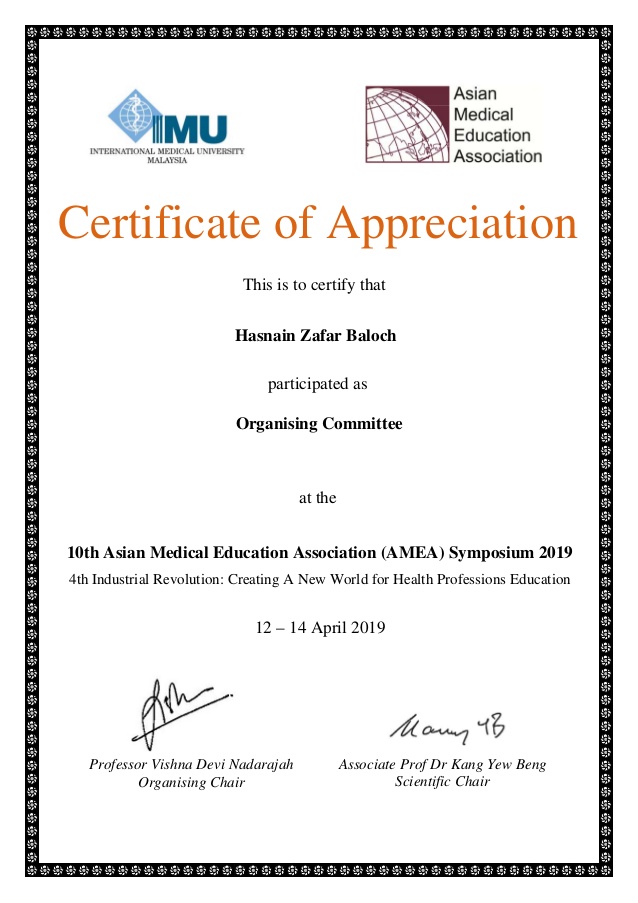 IMU
INTERNATIONAL MEDICAL UNIVERSITY
MALAYSIA
Asian
Medical
Education
Association
Certificate of Appreciation
This is to certify that
Hasnain Zafar Baloch
participated as
Organising Committee
at the
10th Asian Medical Education Association (AMEA) Symposium 2019
4th Industrial Revolution: Creating A New World for Health Professions Education
12 – 14 April 2019
Professor Vishna Devi Nadarajah
Organising Chair
Associate Prof Dr Kang Yew Beng
Scientific Chair